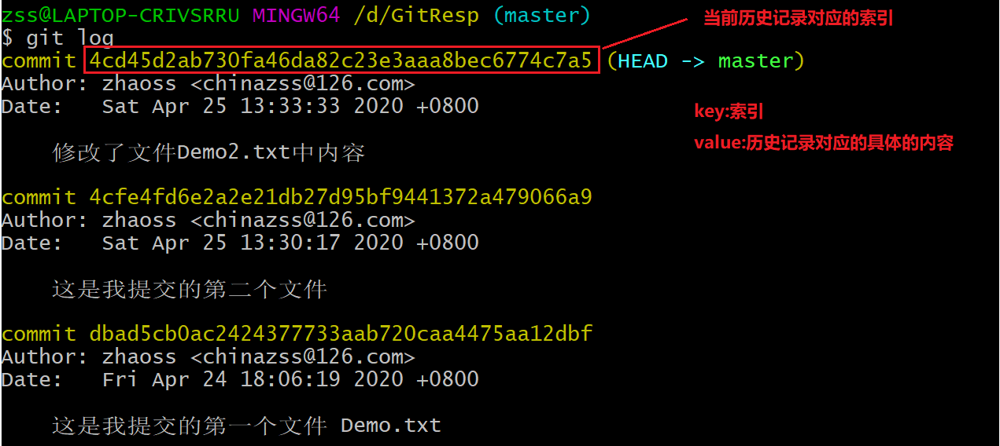 zss@LAPTOP-CRIVSRRU MINGW64 /d/GitResp (master)
当前历史记录对应的索引
$ git log
commit 4cd45d2ab730fa46da82c23e3aaa8bec6774c7a5 (HEAD -> master)
Author: zhaoss <chinazss@126.com>
Date:   Sat Apr 25 13:33:33 2020 +0800
key:索引
value:历史记录对应的具体的内容
修改了文件Demo2.txt中内容
commit 4cfe4fd6e2a2e21db27d95bf9441372a479066a9
Author: zhaoss <chinazss@126.com>
Date:   Sat Apr 25 13:30:17 2020 +0800
这是我提交的第二个文件
commit dbad5cb0ac2424377733aab720caa4475aa12dbf
Author: zhaoss <chinazss@126.com>
Date:   Fri Apr 24 18:06:19 2020 +0800
这是我提交的第一个文件 Demo.txt